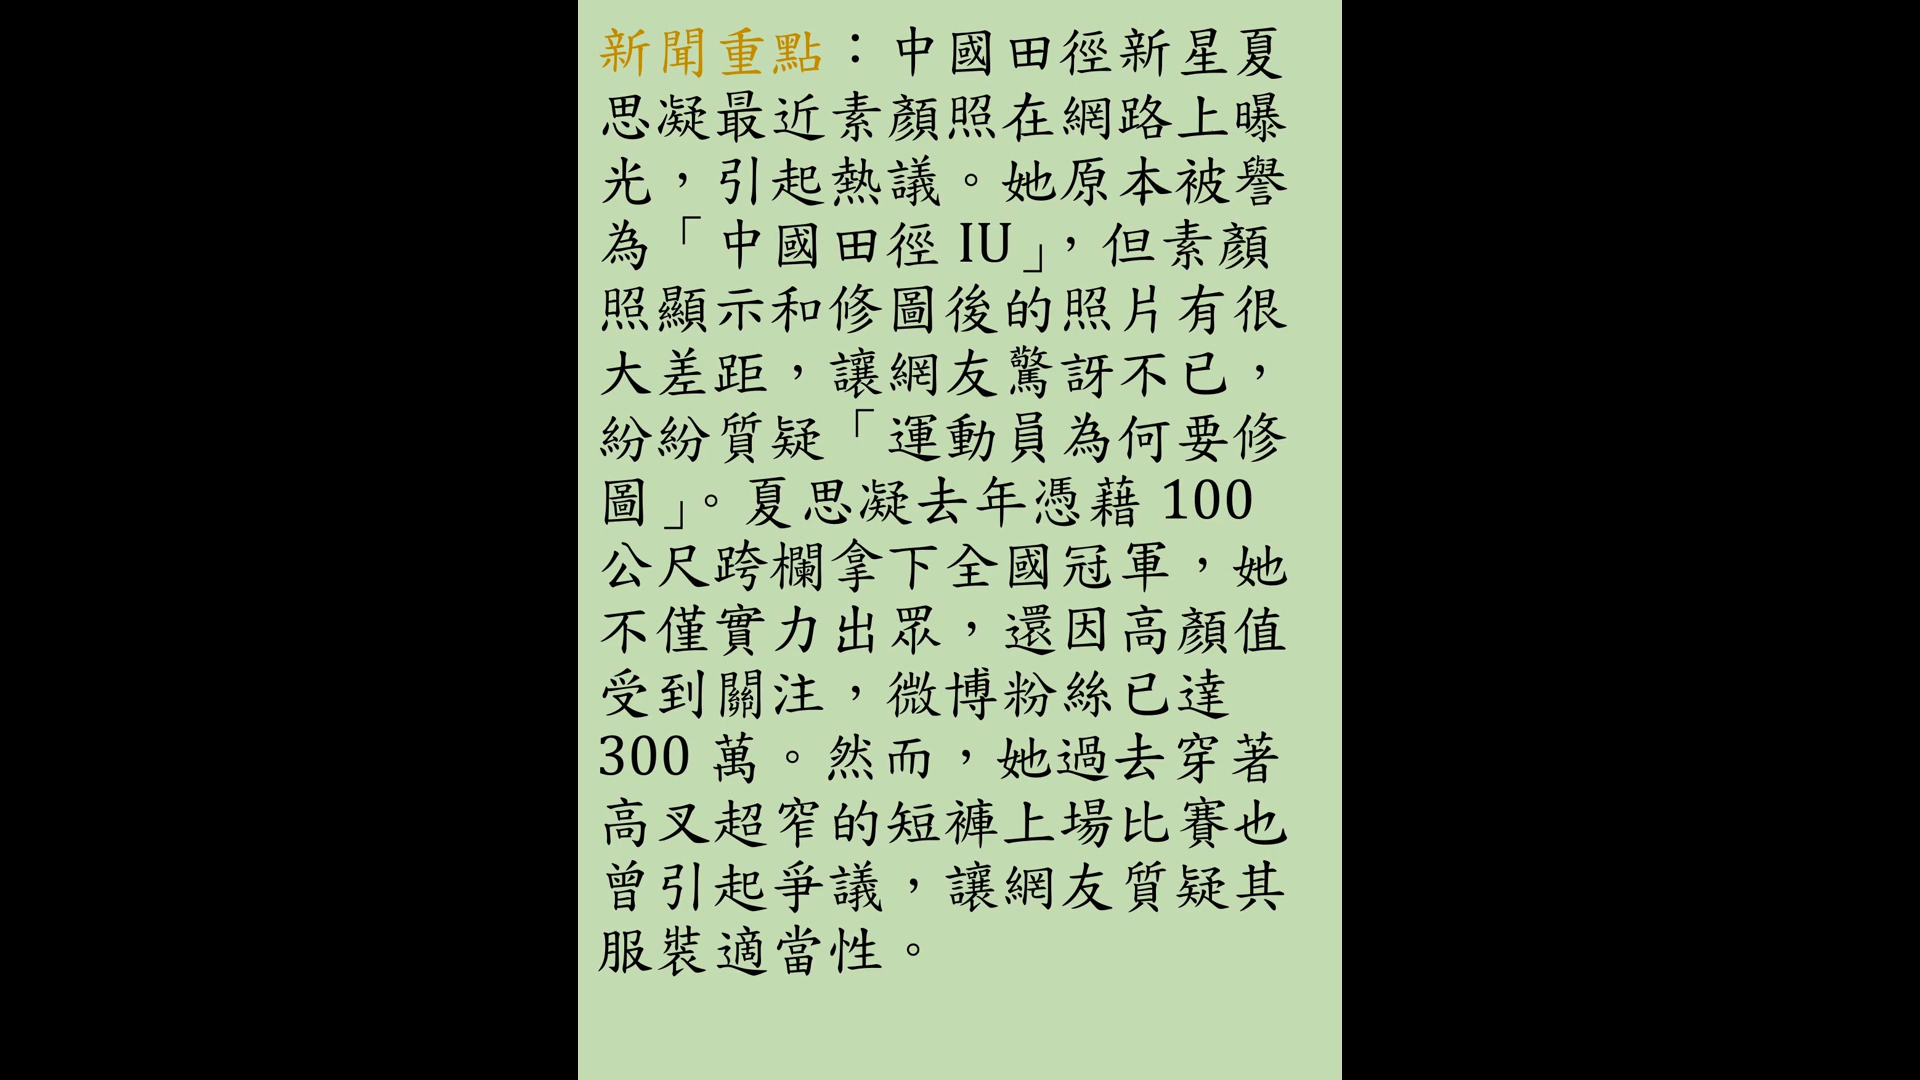 新聞重點：中國田徑新星夏
思凝最近素顏照在網路上曝
光，引起熱議。她原本被譽
為「中國田徑 IU」，但素顏
照顯示和修圖後的照片有很
大差距，讓網友驚訝不已，
紛紛質疑「運動員為何要修
圖」。夏思凝去年憑藉 100
公尺跨欄拿下全國冠軍，她
不僅實力出眾，還因高顏值
受到關注，微博粉絲已達
300 萬。然而，她過去穿著
高叉超窄的短褲上場比賽也
曾引起爭議，讓網友質疑其
服裝適當性。